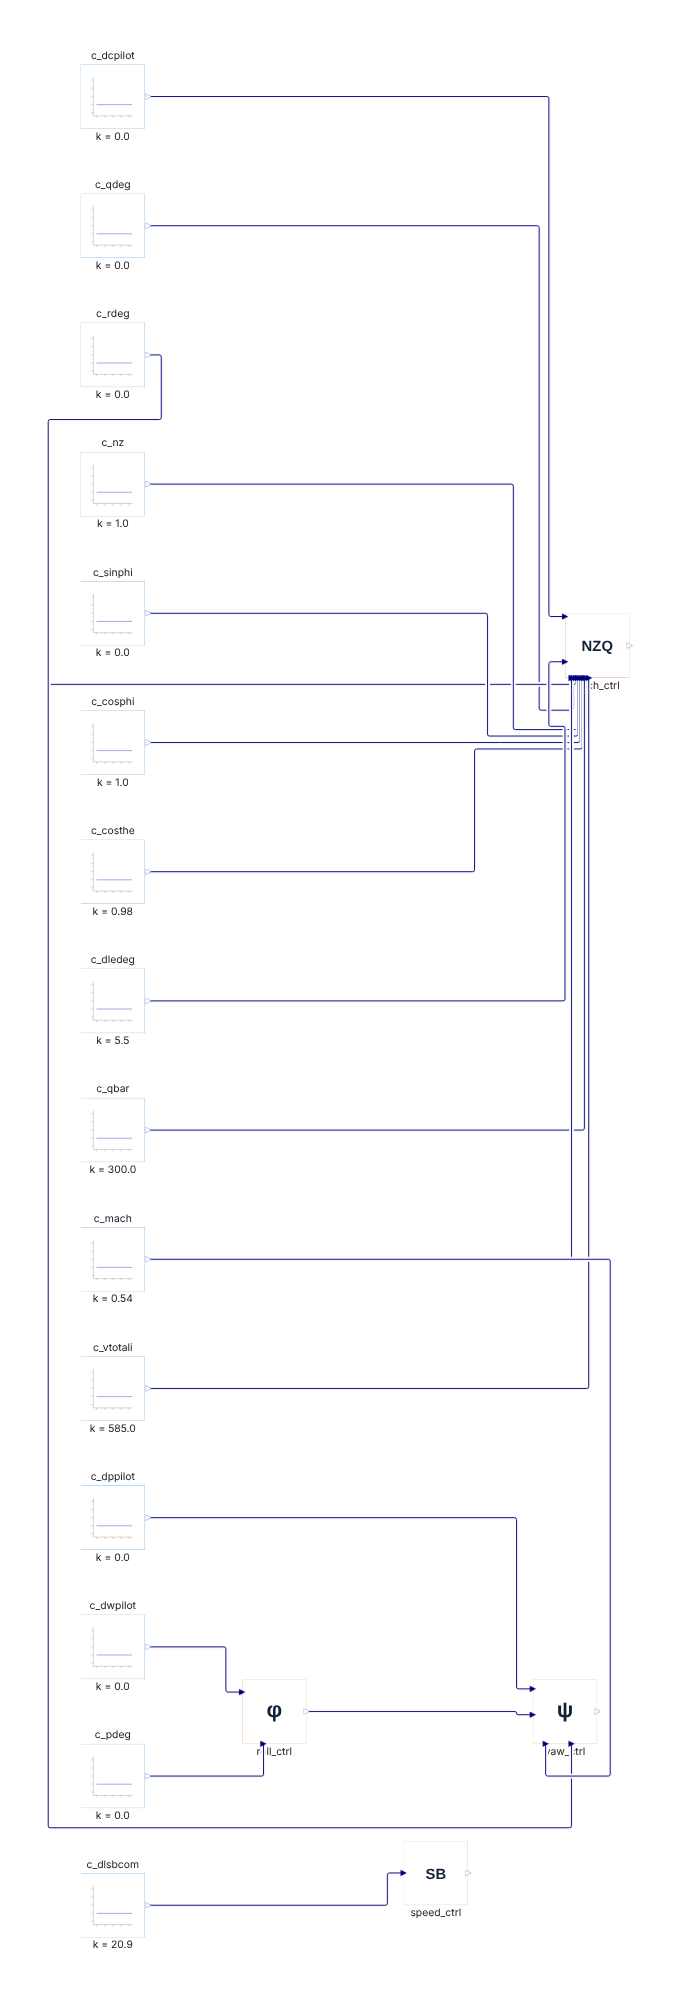 c_dcpilot
k = 0.0
c_qdeg
k = 0.0
c_rdeg
k = 0.0
c_nz
k = 1.0
c_sinphi
k = 0.0
NZQ
:h_ctrl
c_cosphi
k = 1.0
c_costhe
k = 0.98
c_dledeg
k = 5.5
c_qbar
k = 300.0
c_mach
k = 0.54
c_vtotali
k = 585.0
c_dppilot
k = 0.0
c_dwpilot
k = 0.0
φ
ψ
c_pdeg
k = 0.0
c_dlsbcom
k = 20.9
SB
speed_ctrl